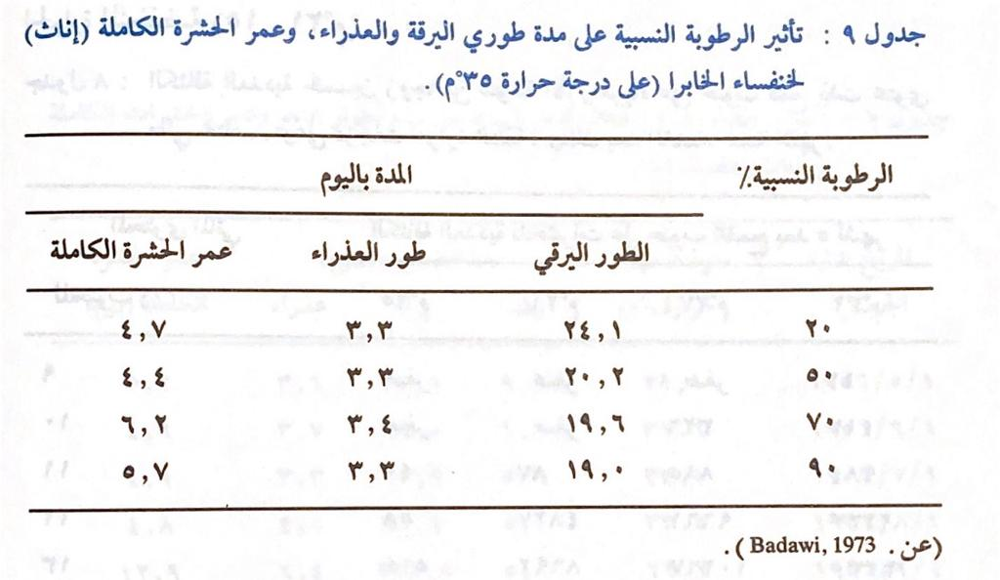 جدول ٩ : تأثير الرطوبة النسبية على مدة طوري اليرقة والعذراء، وعمر الحشرة الكاملة (إناث)
لخنفساء الخابرا (على درجة حرارة ٣٥°م).
الرطوبة النسبية٪ المدة باليوم
الطور اليرقي طور العذراء عمر الحشرة الكاملة
٢٠ ٢٤,١ ٣,٣ ٤,٧
٥٠ ٢٠,٢ ٣,٣ ٤,٤
٧٠ ١٩,٦ ٣,٤ ٦,٢
٩٠ ١٩,٠ ٣,٣ ٥,٧
(عن . Badawi, 1973 ) .